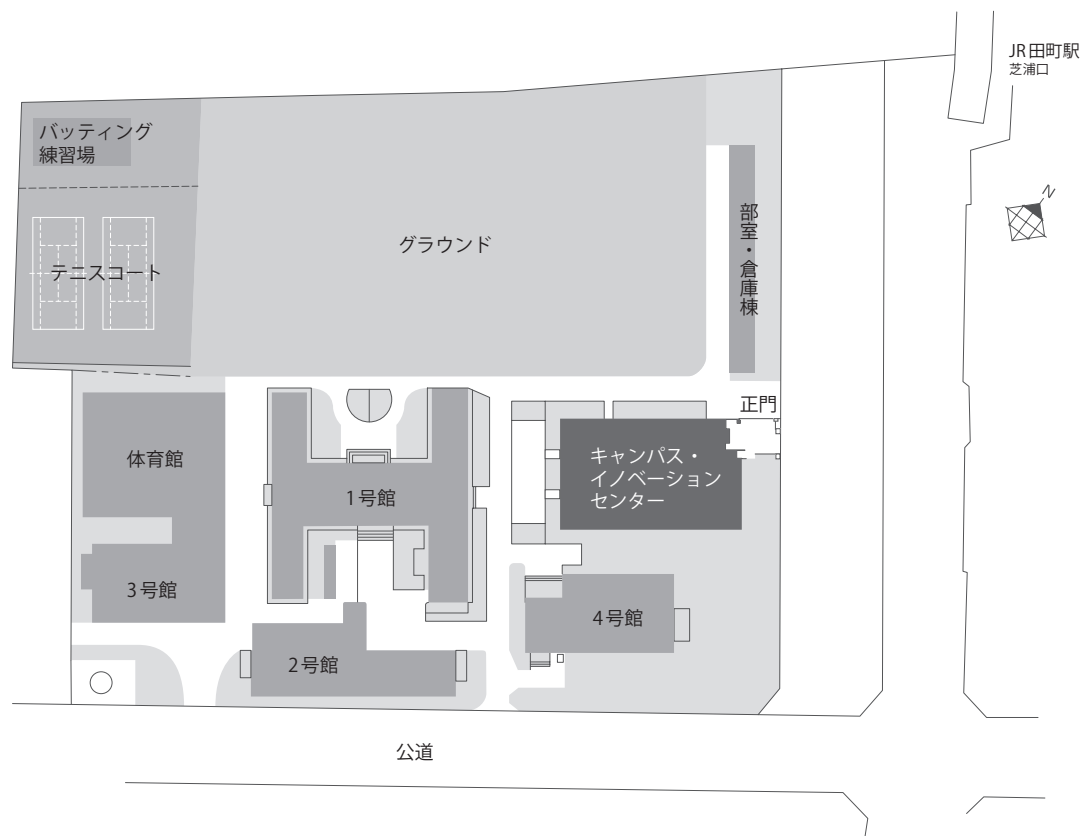 JR田町駅
芝浦口
バッティング
練習場
N
部室・倉庫棟
グラウンド
テニスコート
正門
キャンパス・
イノベーション
センター
体育館
1号館
3号館
4号館
2号館
公道